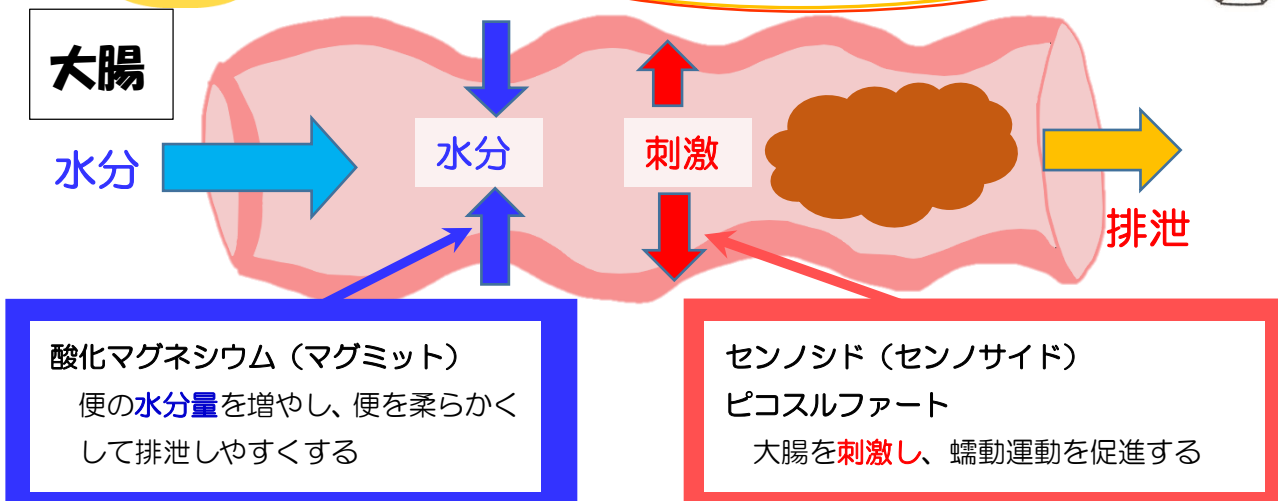 大腸
水分
水分
刺激
排泄
酸化マグネシウム（マグミット）
便の水分量を増やし、便を柔らかく
して排泄しやすくする
センノシド（センノサイド）
ピコスルファート
大腸を刺激し、蠕動運動を促進する